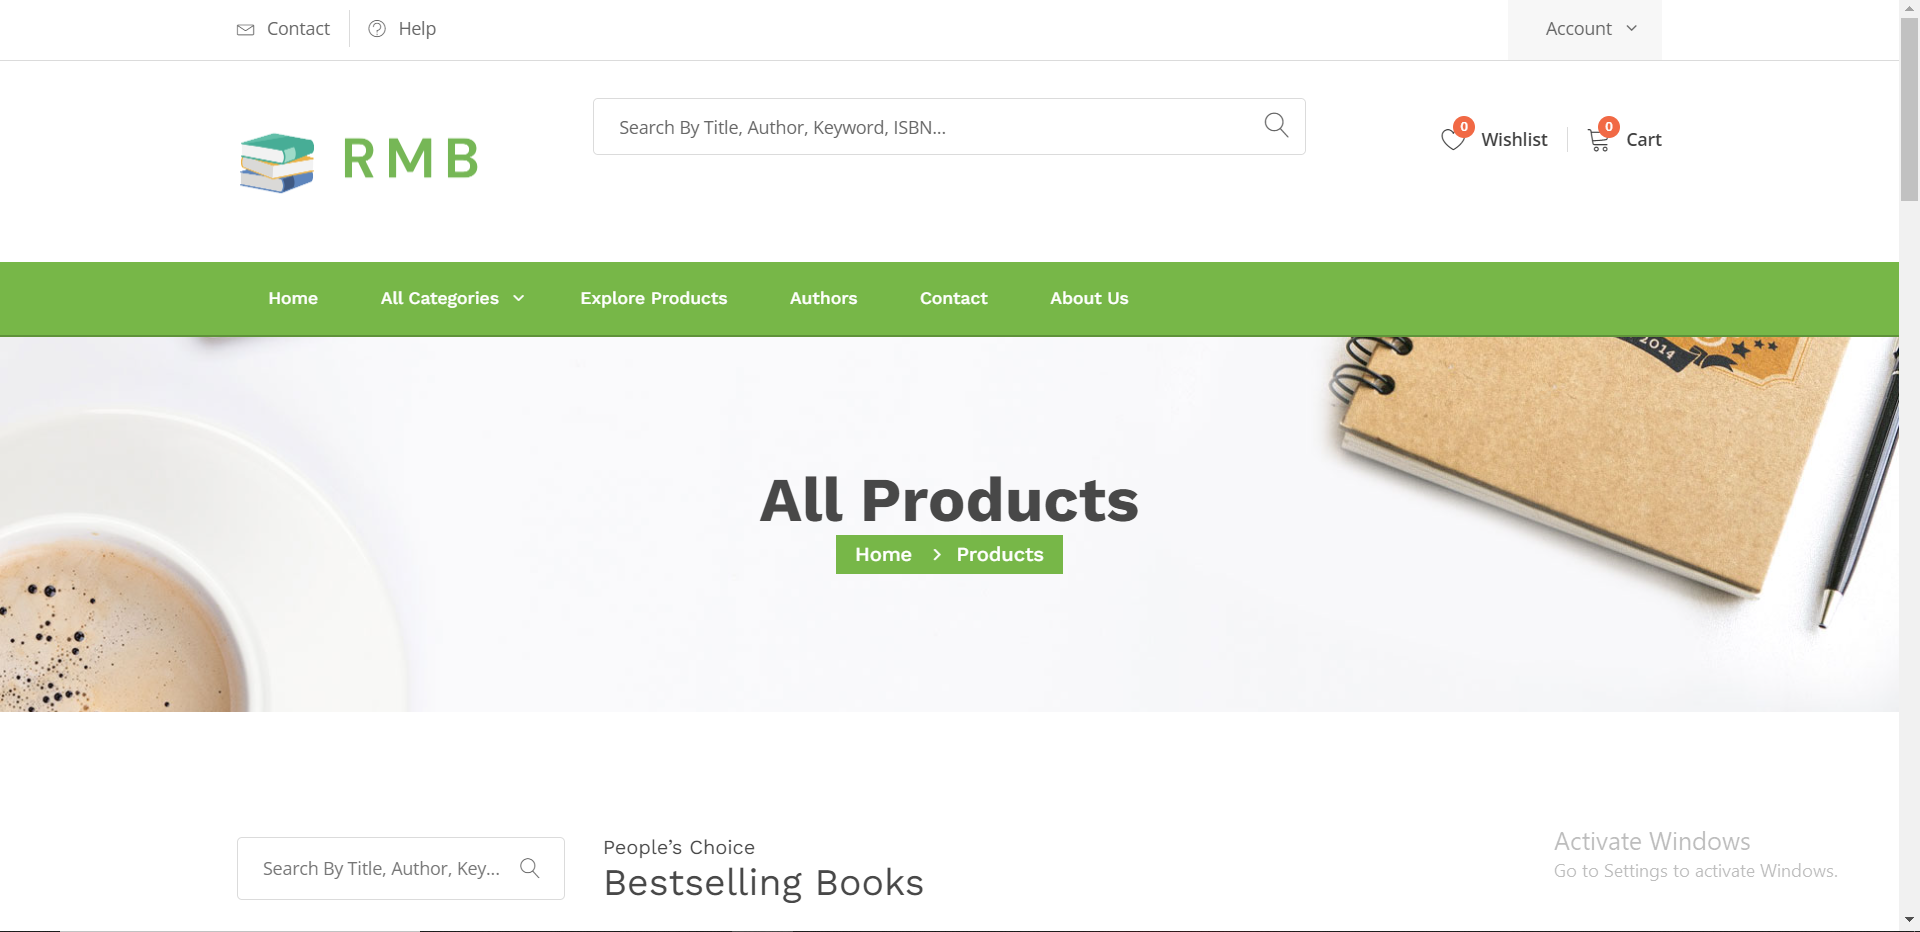 Contact
Help
Account
RMB
Search By Title, Author, Keyword, ISBN...
0
Wishlist
0
Cart
Home
All Categories
Explore Products
Authors
Contact
About Us
2014
All Products
Home > Products
Search By Title, Author, Key...
People's Choice
Bestselling Books
Activate Windows
Go to Settings to activate Windows.